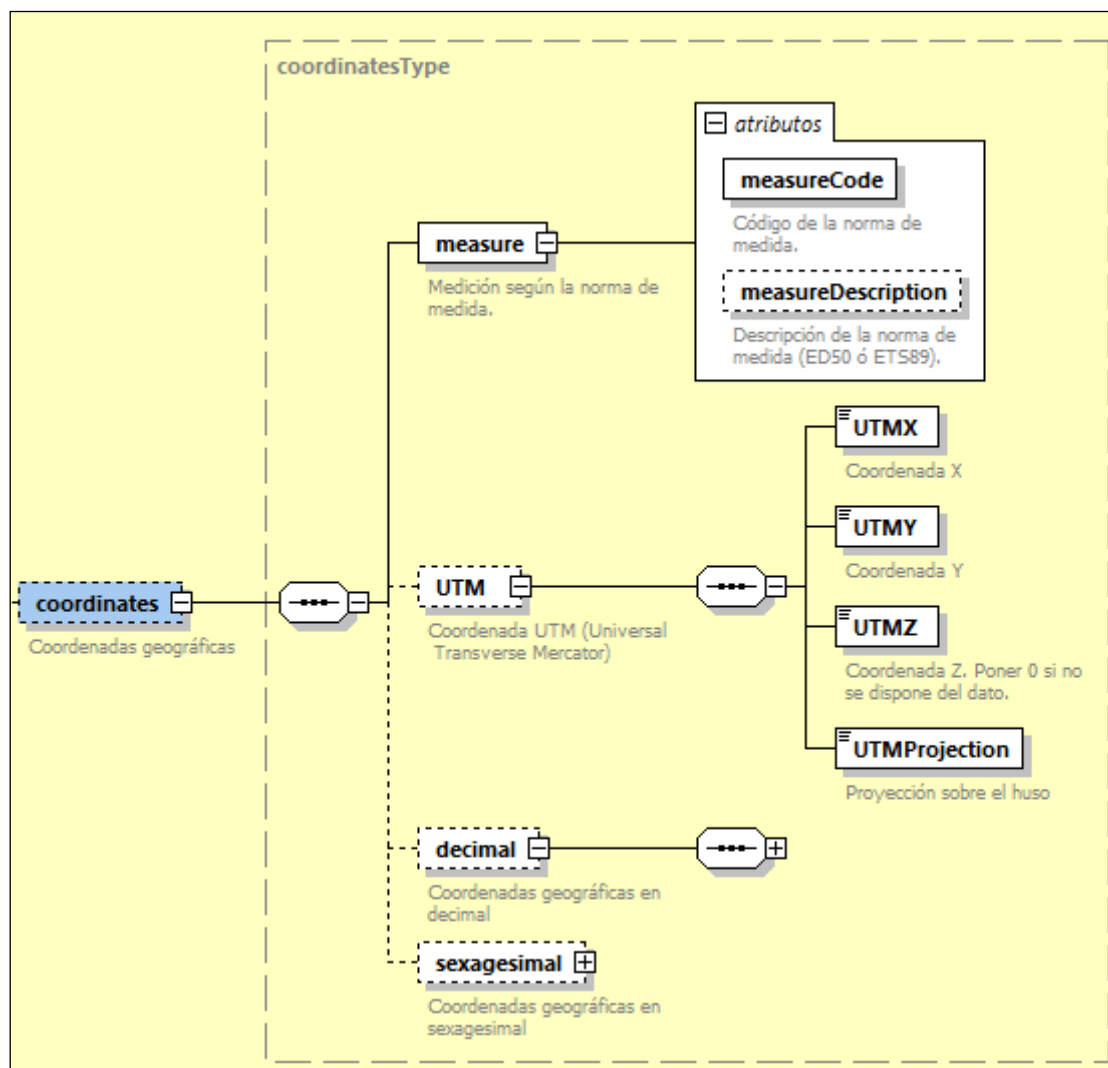 coordinatesType
atributos
measureCode
Código de la norma de
medida.
measure
measureDescription
Medición según la norma de
medida.
Descripción de la norma de
medida (ED50 ó ETS89).
UTMX
Coordenada X
UTMY
Coordenada Y
coordinates
Coordenadas geográficas
UTM
Coordenada UTM (Universal
Transverse Mercator)
UTMZ
Coordenada Z. Poner 0 si no
se dispone del dato.
UTMProjection
Proyección sobre el huso
decimal
Coordenadas geográficas en
decimal
sexagesimal
Coordenadas geográficas en
sexagesimal